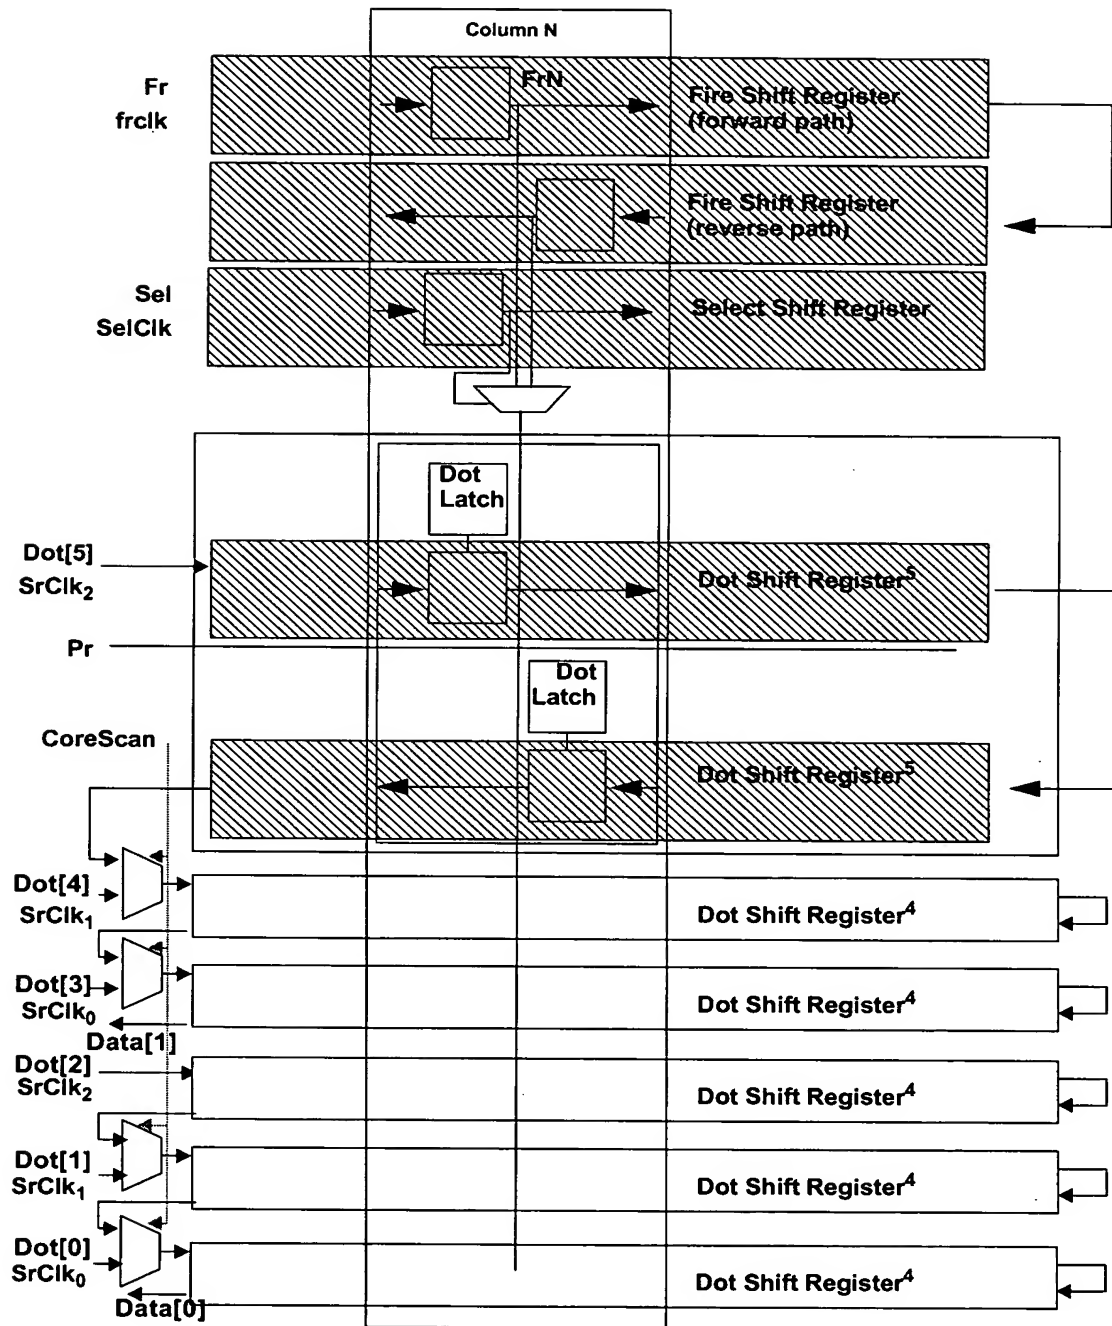 Column N
Fr
frclk
FrN
Fire Shift Register
(forward path)
Fire Shift Register
(reverse path)
Sel
SelClk
Select Shift Register
Dot
Latch
Dot[5]
SrClk2
Dot Shift Register5
Pr
Dot
Latch
CoreScan
Dot Shift Register5
Dot[4]
SrClk1
Dot Shift Register4
Dot[3]
SrClk0
Dot Shift Register4
Data[1]
Dot[2]
SrClk2
Dot Shift Register4
Dot[1]
SrClk1
Dot Shift Register4
Dot[0]
SrClk0
Dot Shift Register4
Data[0]